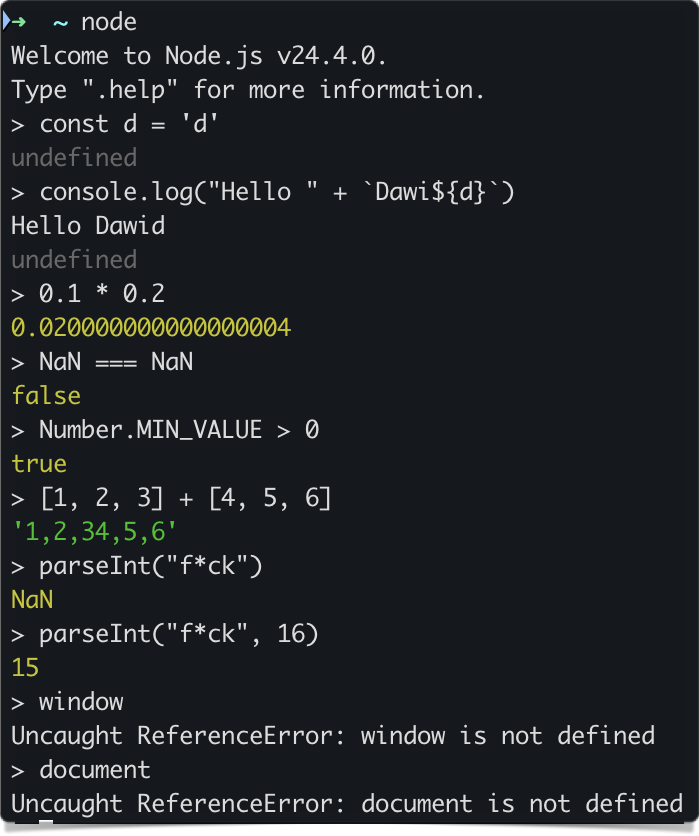 ➜  ~ node
Welcome to Node.js v24.4.0.
Type ".help" for more information.
> const d = 'd'
undefined
> console.log("Hello " + `Dawi${d}`)
Hello Dawid
undefined
> 0.1 * 0.2
0.020000000000000004
> NaN === NaN
false
> Number.MIN_VALUE > 0
true
> [1, 2, 3] + [4, 5, 6]
'1,2,34,5,6'
> parseInt("f*ck")
NaN
> parseInt("f*ck", 16)
15
> window
Uncaught ReferenceError: window is not defined
> document
Uncaught ReferenceError: document is not defined